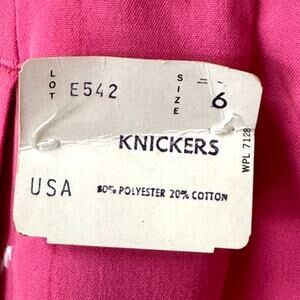 LOT E542 SIZE 6
KNICKERS
WPL 7128
USA 80% POLYESTER 20% COTTON